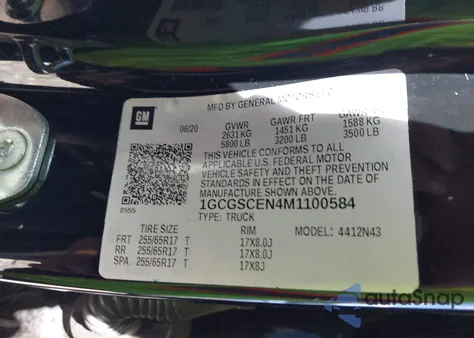 MFD BY GENERAL MOTORS LLC
GM
06/20 GVWR GAWR FRT GAWR RR
2631 KG 1451 KG 1588 KG
5800 LB 3200 LB 3500 LB
THIS VEHICLE CONFORMS TO ALL
APPLICABLE U.S. FEDERAL MOTOR
VEHICLE SAFETY AND THEFT PREVENTION
STANDARDS IN EFFECT ON THE DATE OF
MANUFACTURE SHOWN ABOVE.
1GCGSCEN4M1100584
8555
TYPE: TRUCK
MODEL: 4412N43
TIRE SIZE RIM
FRT 255/65R17 T 17X8.0J
RR 255/65R17 T 17X8.0J
SPA 255/65R17 T 17X8J
autoSnap